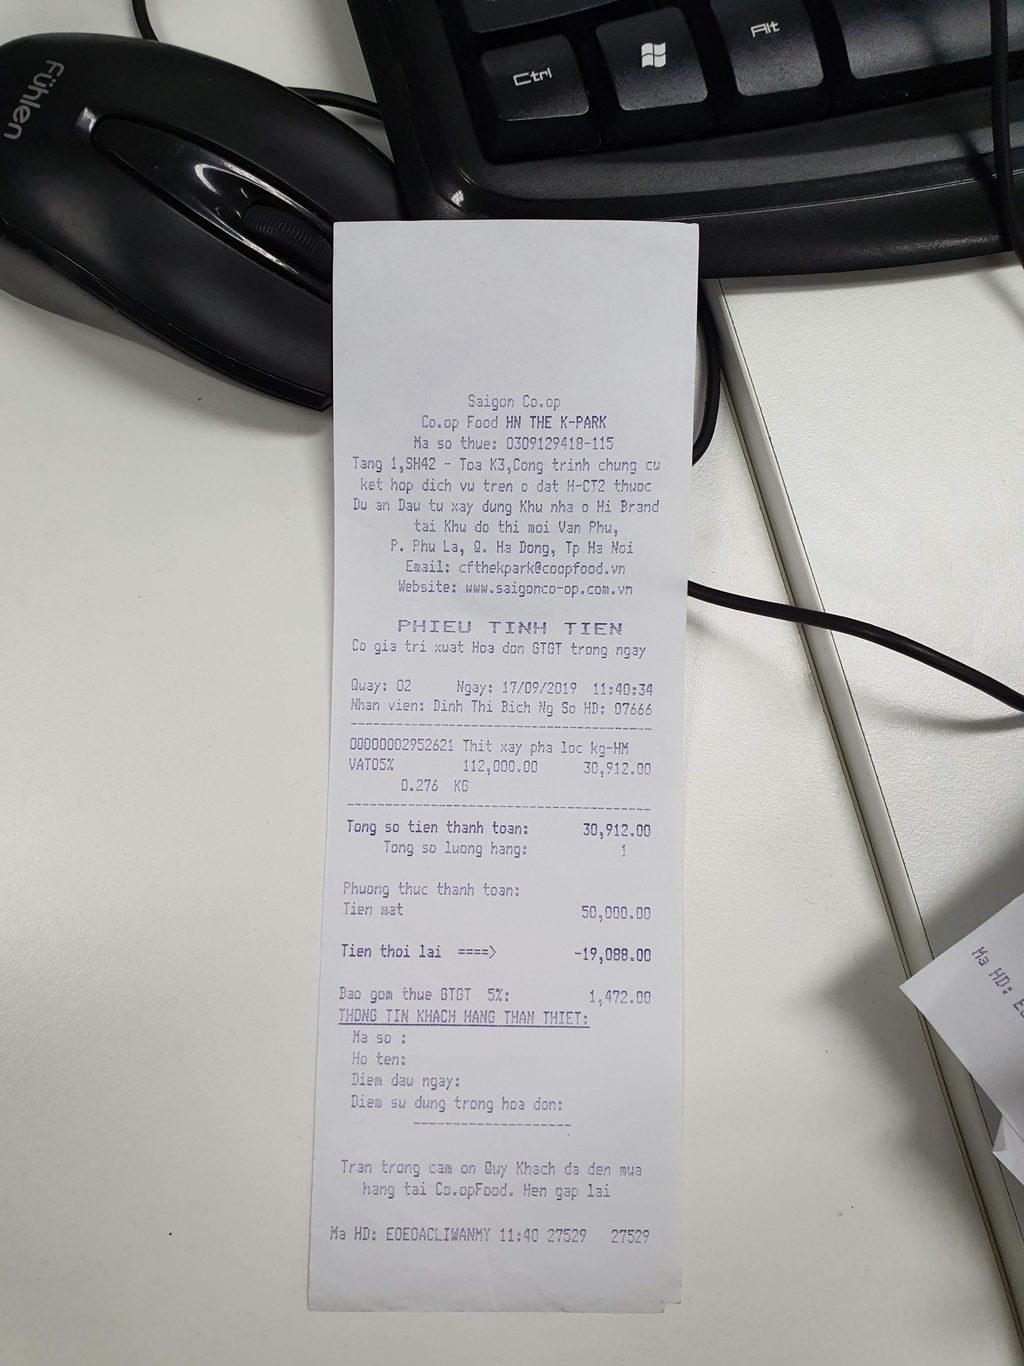 Fühlen
Ctrl
Alt
Saigon Co.op
Co.op Food HN THE K-PARK
Ma so thue: 0309129418-115
Tang 1,SH42 - Toa K3,Cong trinh chung cu
ket hop dich vu tren o dat H-CT2 thuoc
Du an Dau tu xay dung Khu nha o Hi Brand
tai Khu do thi moi Van Phu,
P. Phu La, Q. Ha Dong, Tp Ha Noi
Email: cfthekpark@coopfood.vn
Website: www.saigonco-op.com.vn
PHIEU TINH TIEN
Co gia tri xuat Hoa don GTGT trong ngay
Quay: 02 Ngay: 17/09/2019 11:40:34
Nhan vien: Dinh Thi Bich Ng So HD: 07666
00000002952621 Thit xay pha loc kg-HM
VAT05% 112,000.00 30,912.00
0.276 KG
Tong so tien thanh toan: 30,912.00
Tong so luong hang: 1
Phuong thuc thanh toan:
Tien mat 50,000.00
Tien thoi lai ====> -19,088.00
Bao gom thue GTGT 5%: 1,472.00
THONG TIN KHACH HANG THAN THIET:
Ma so :
Ho ten:
Diem dau ngay:
Diem su dung trong hoa don:
Tran trong cam on Quy Khach da den mua
hang tai Co.opFood. Hen gap lai
Ma HD: EOEOACLIWANMY 11:40 27529 27529
Ma HD: